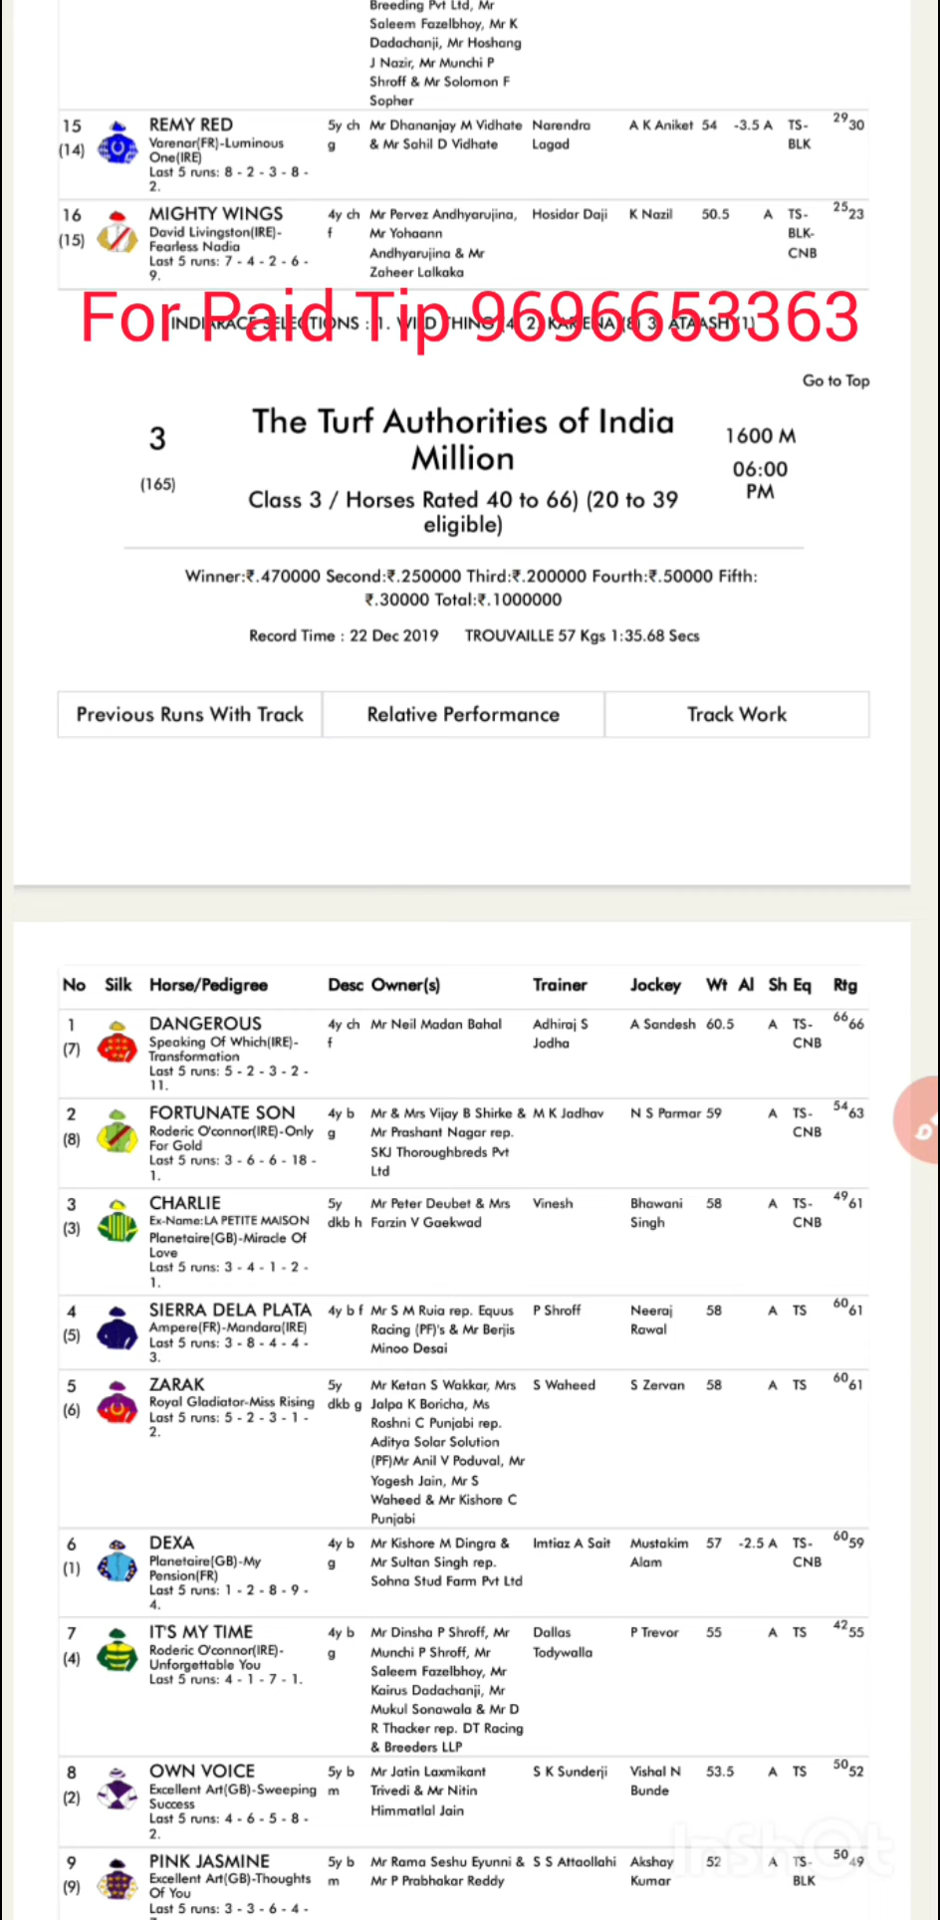 Breeding Pvt Ltd, Mr
Saleem Fazelbhoy, Mr K
Dadachanji, Mr Hoshang
J Nazir, Mr Munchi P
Shroff & Mr Solomon F
Sopher
15 REMY RED 5y ch Mr Dhananjay M Vidhate Narendra A K Aniket 54 -3.5 A TS- 29 30
(14) Varenar(FR)-Luminous g & Mr Sahil D Vidhate Lagad BLK
One(IRE)
Last 5 runs: 8 - 2 - 3 - 8 -
2.
16 MIGHTY WINGS 4y ch Mr Pervez Andhyarujina, Hosidar Daji K Nazil 50.5 A TS- 25 23
(15) David Livingston(IRE)- f Mr Yohaann BLK-
Fearless Nadia Andhyarujina & Mr CNB
Last 5 runs: 7 - 4 - 2 - 6 - Zaheer Lalkaka
9.
For Paid Tip 9696653363
INDIARACE SELECTIONS : 1. WILD THING (4) 2. KARENA (8) 3. ATAASH (1)
Go to Top
3 The Turf Authorities of India 1600 M
Million
(165) 06:00
PM
Class 3 / Horses Rated 40 to 66) (20 to 39
eligible)
Winner:₹.470000 Second:₹.250000 Third:₹.200000 Fourth:₹.50000 Fifth:
₹.30000 Total:₹.1000000
Record Time : 22 Dec 2019 TROUVAILLE 57 Kgs 1:35.68 Secs
Previous Runs With Track Relative Performance Track Work
No Silk Horse/Pedigree Desc Owner(s) Trainer Jockey Wt Al Sh Eq Rtg
1 DANGEROUS 4y ch Mr Neil Madan Bahal Adhiraj S A Sandesh 60.5 A TS- 66 66
(7) Speaking Of Which(IRE)- f Jodha CNB
Transformation
Last 5 runs: 5 - 2 - 3 - 2 -
11.
2 FORTUNATE SON 4y b Mr & Mrs Vijay B Shirke & M K Jadhav N S Parmar 59 A TS- 54 63
(8) Roderic O'connor(IRE)-Only g Mr Prashant Nagar rep. CNB
For Gold SKJ Thoroughbreds Pvt
Last 5 runs: 3 - 6 - 6 - 18 - Ltd
1.
3 CHARLIE 5y Mr Peter Deubet & Mrs Vinesh Bhawani 58 A TS- 49 61
(3) Ex-Name:LA PETITE MAISON dkb h Farzin V Gaekwad Singh CNB
Planetaire(GB)-Miracle Of
Love
Last 5 runs: 3 - 4 - 1 - 2 -
1.
4 SIERRA DELA PLATA 4y b f Mr S M Ruia rep. Equus P Shroff Neeraj 58 A TS 60 61
(5) Ampere(FR)-Mandara(IRE) Racing (PF)'s & Mr Berjis Rawal
Last 5 runs: 3 - 8 - 4 - 4 - Minoo Desai
3.
5 ZARAK 5y Mr Ketan S Wakkar, Mrs S Waheed S Zervan 58 A TS 60 61
(6) Royal Gladiator-Miss Rising dkb g Jalpa K Boricha, Ms
Last 5 runs: 5 - 2 - 3 - 1 - Roshni C Punjabi rep.
2. Aditya Solar Solution
(PF)Mr Anil V Poduval, Mr
Yogesh Jain, Mr S
Waheed & Mr Kishore C
Punjabi
6 DEXA 4y b Mr Kishore M Dingra & Imtiaz A Sait Mustakim 57 -2.5 A TS- 60 59
(1) Planetaire(GB)-My g Mr Sultan Singh rep. Alam CNB
Pension(FR) Sohna Stud Farm Pvt Ltd
Last 5 runs: 1 - 2 - 8 - 9 -
4.
7 IT'S MY TIME 4y b Mr Dinsha P Shroff, Mr Dallas P Trevor 55 A TS 42 55
(4) Roderic O'connor(IRE)- g Munchi P Shroff, Mr Todywalla
Unforgettable You Saleem Fazelbhoy, Mr
Last 5 runs: 4 - 1 - 7 - 1. Kairus Dadachanji, Mr
Mukul Sonawala & Mr D
R Thacker rep. DT Racing
& Breeders LLP
8 OWN VOICE 5y b Mr Jatin Laxmikant S K Sunderji Vishal N 53.5 A TS 50 52
(2) Excellent Art(GB)-Sweeping m Trivedi & Mr Nitin Bunde
Success Himmatlal Jain
Last 5 runs: 4 - 6 - 5 - 8 -
2.
InShOt
9 PINK JASMINE 5y b Mr Rama Seshu Eyunni & S S Attaollahi Akshay 52 A TS- 50 49
(9) Excellent Art(GB)-Thoughts m Mr P Prabhakar Reddy Kumar BLK
Of You
Last 5 runs: 3 - 3 - 6 - 4 -